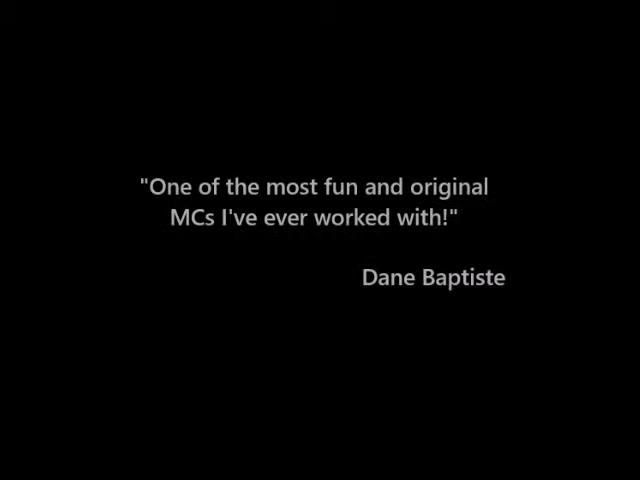 "One of the most fun and original
MCs I've ever worked with!"
Dane Baptiste